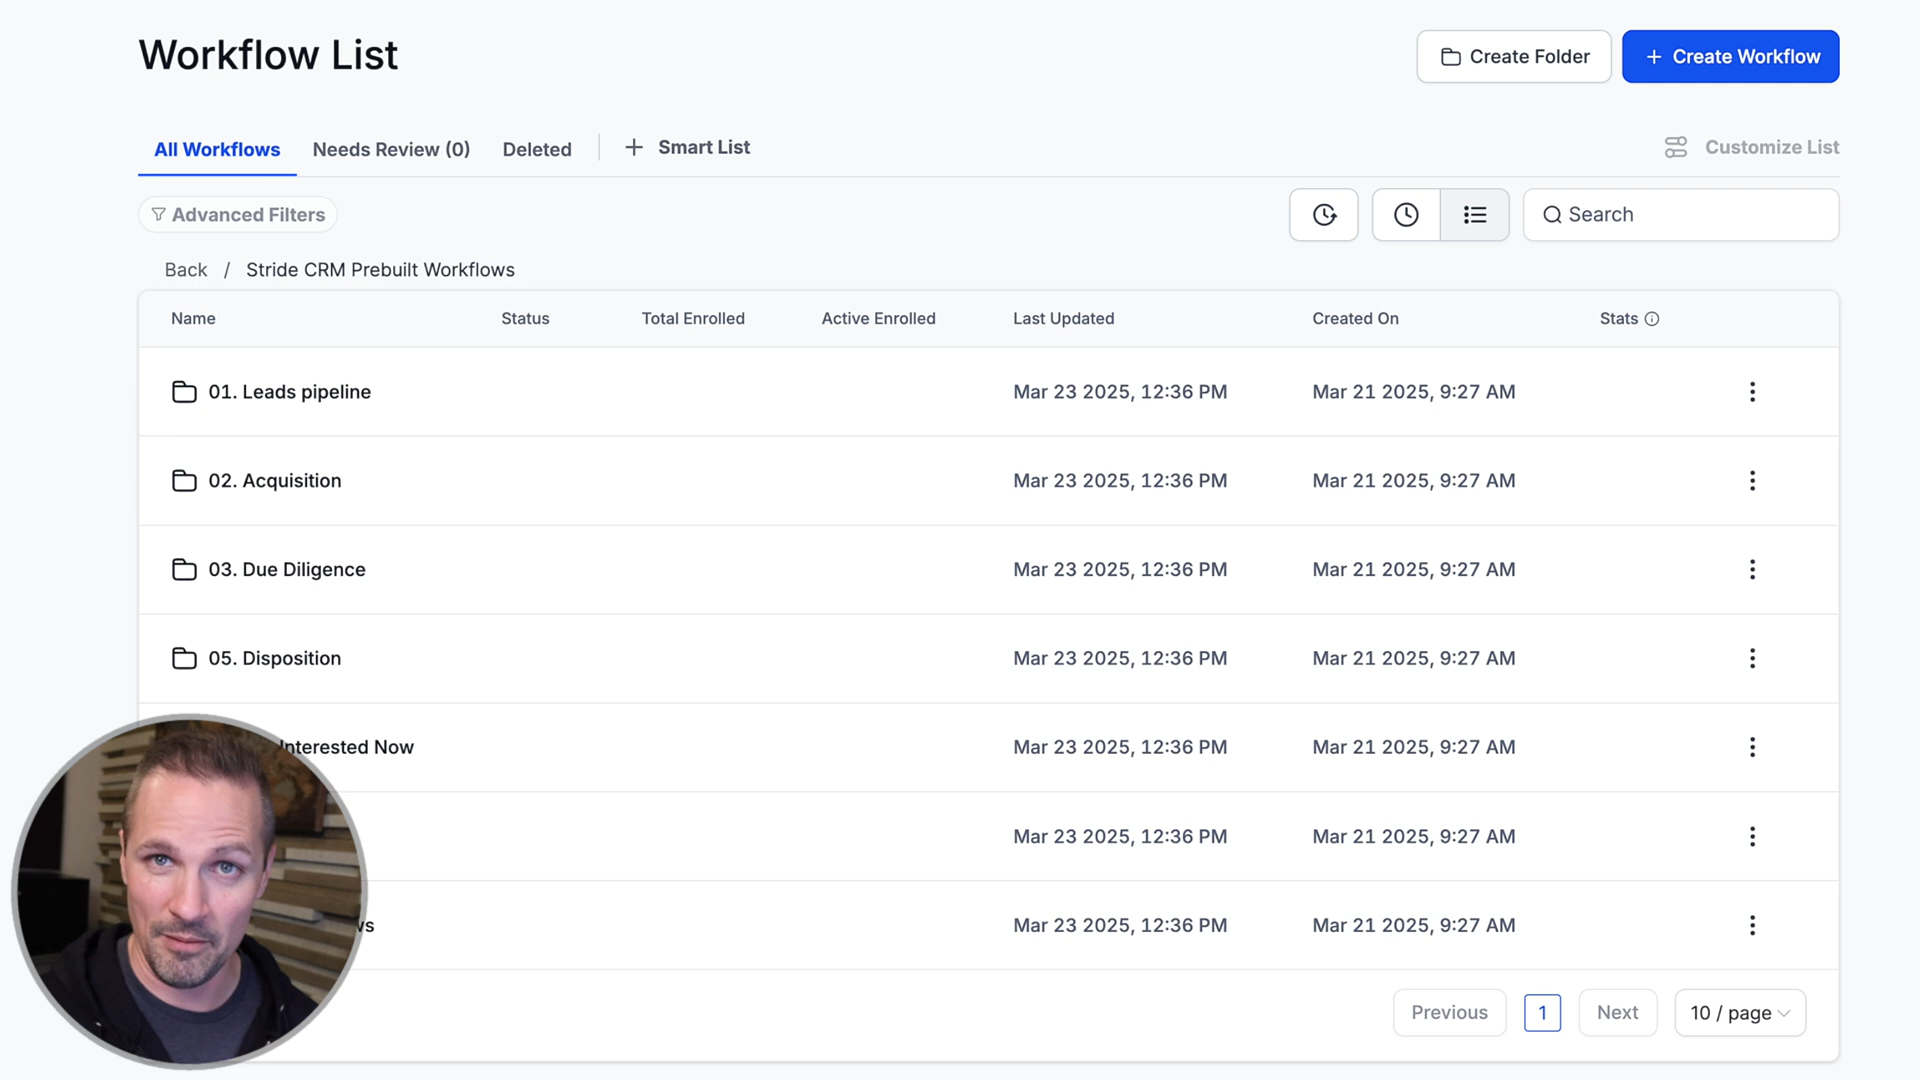 Workflow List
Create Folder
+ Create Workflow
All Workflows
Needs Review (0)
Deleted
+ Smart List
Customize List
Advanced Filters
Search
Back / Stride CRM Prebuilt Workflows
Name Status Total Enrolled Active Enrolled Last Updated Created On Stats
01. Leads pipeline Mar 23 2025, 12:36 PM Mar 21 2025, 9:27 AM
02. Acquisition Mar 23 2025, 12:36 PM Mar 21 2025, 9:27 AM
03. Due Diligence Mar 23 2025, 12:36 PM Mar 21 2025, 9:27 AM
05. Disposition Mar 23 2025, 12:36 PM Mar 21 2025, 9:27 AM
Interested Now Mar 23 2025, 12:36 PM Mar 21 2025, 9:27 AM
Mar 23 2025, 12:36 PM Mar 21 2025, 9:27 AM
Mar 23 2025, 12:36 PM Mar 21 2025, 9:27 AM
Previous 1 Next 10 / page